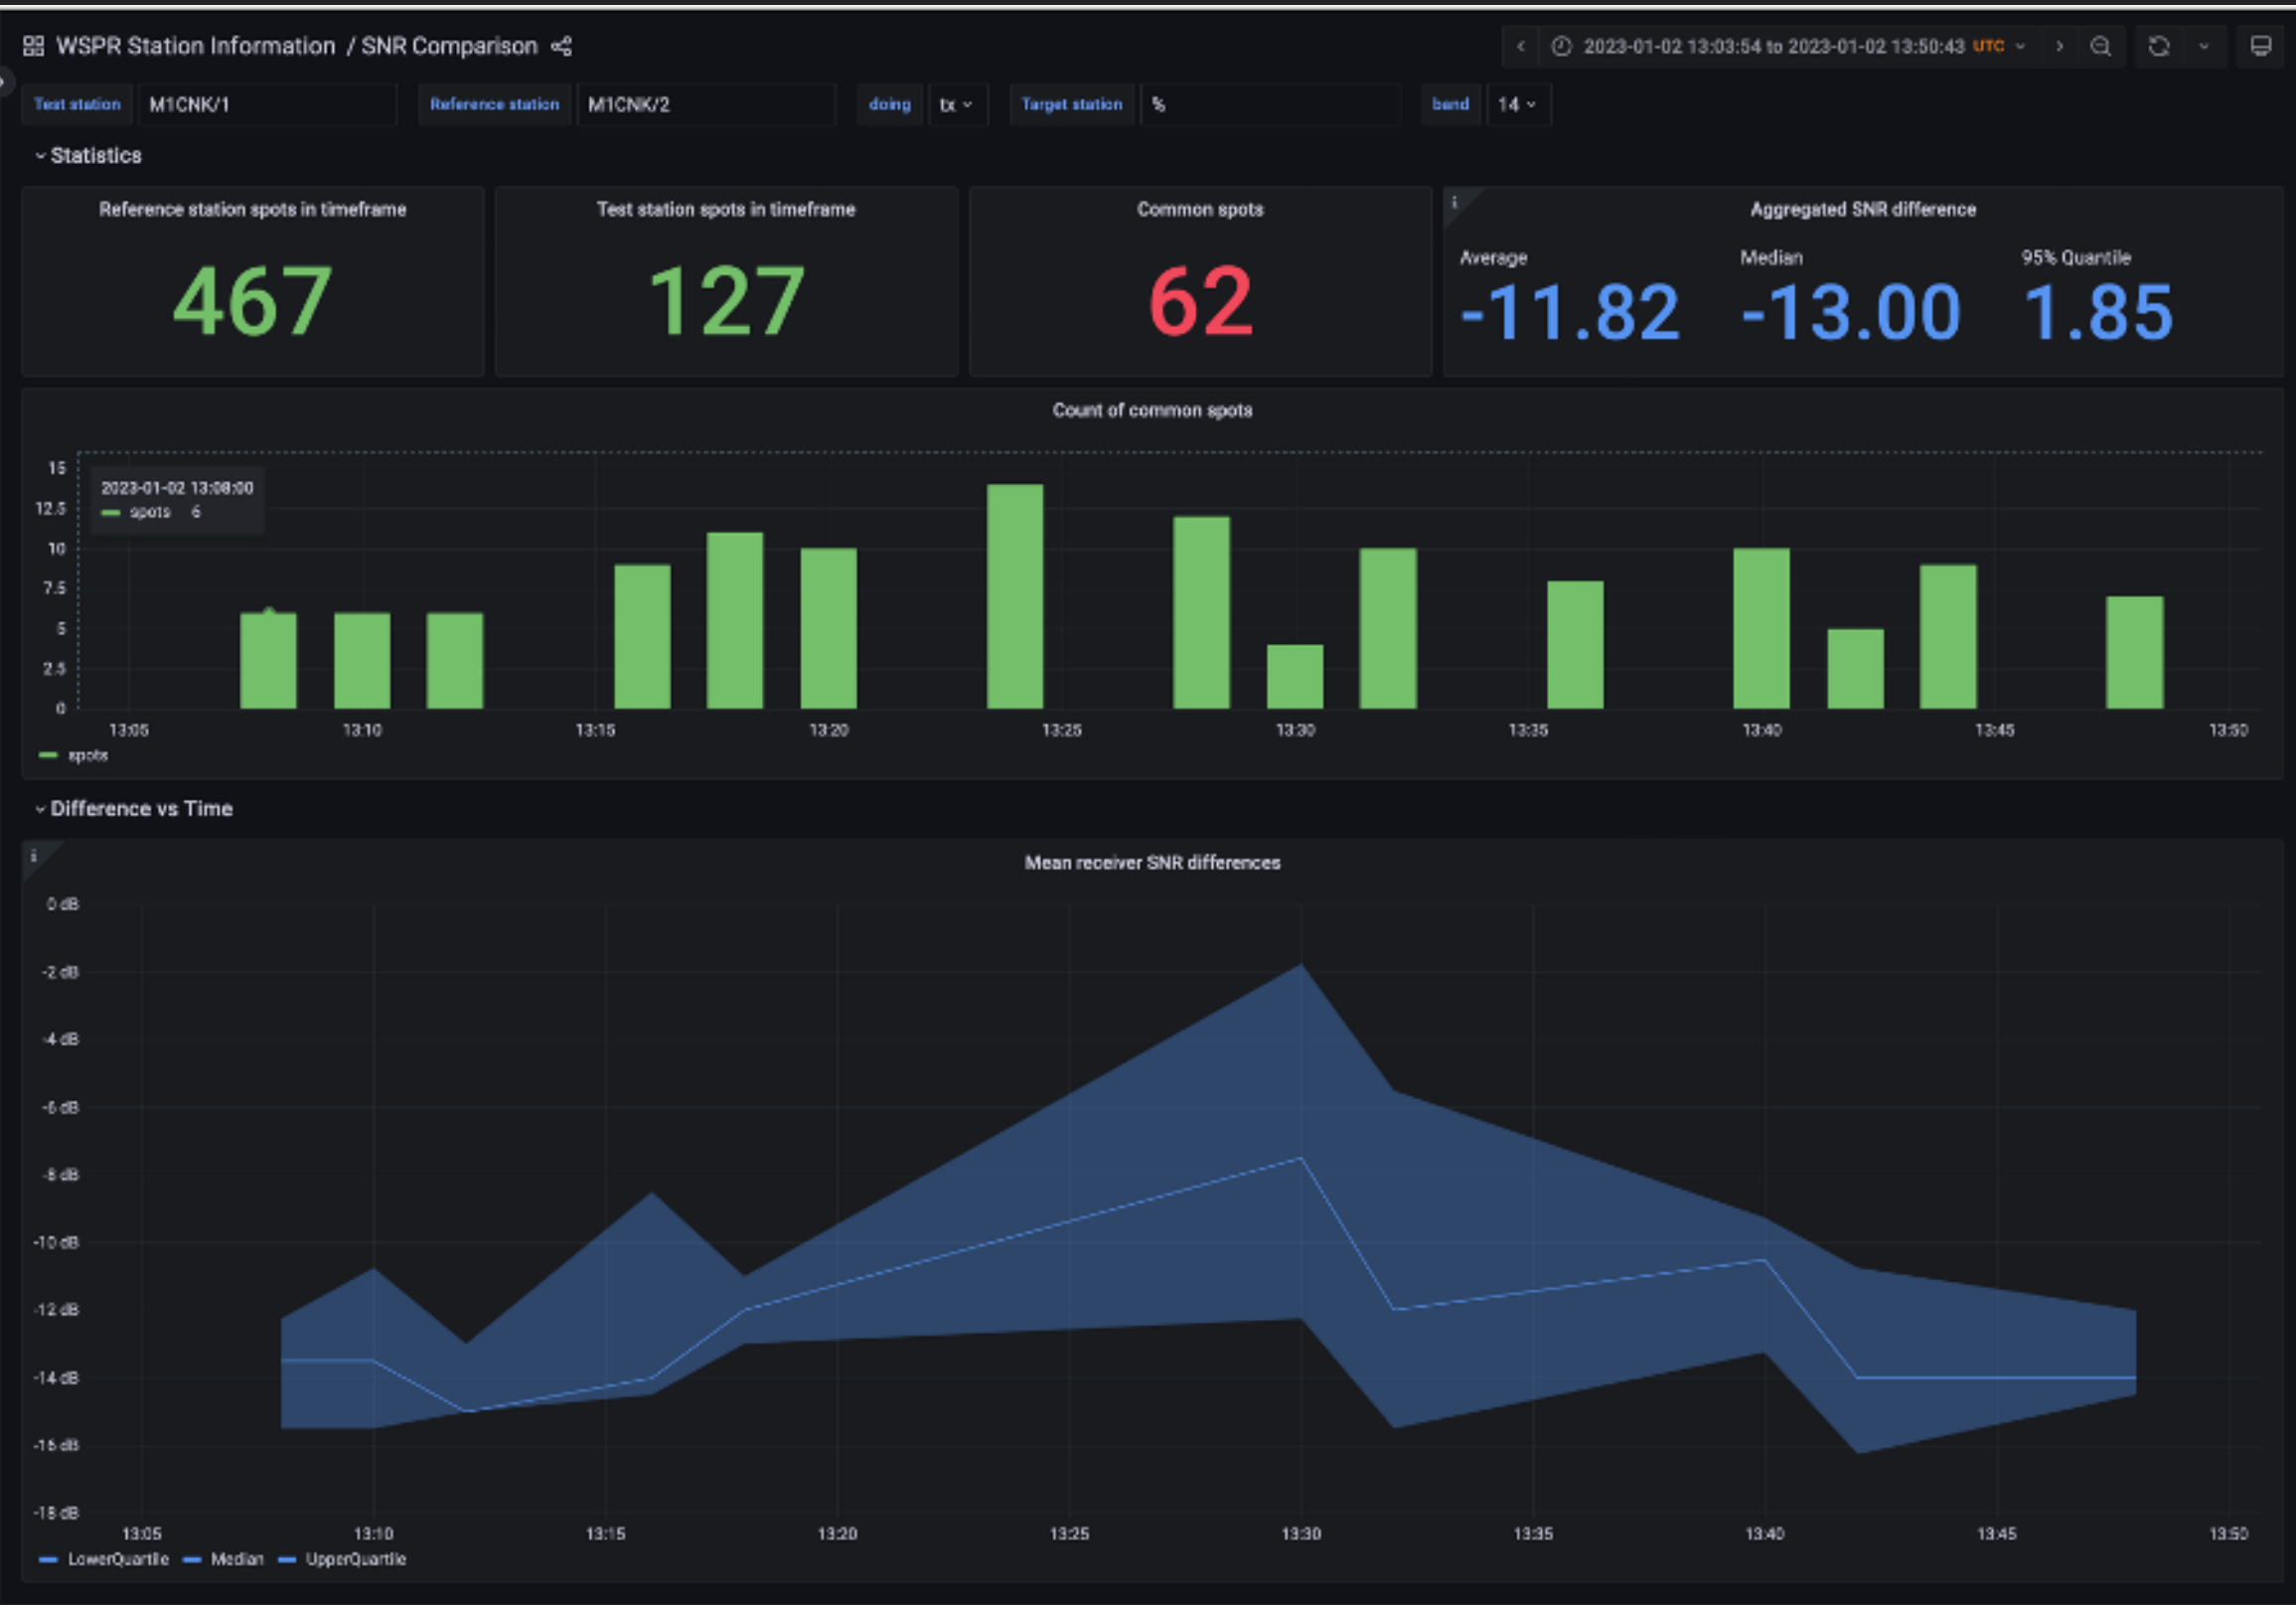 WSPR Station Information / SNR Comparison
2023-01-02 13:03:54 to 2023-01-02 13:50:43 UTC
Test station M1CNK/1 Reference station M1CNK/2 doing tx Target station % band 14
Statistics
Reference station spots in timeframe
467
Test station spots in timeframe
127
Common spots
62
i
Aggregated SNR difference
Average Median 95% Quantile
-11.82 -13.00 1.85
Count of common spots
15
12.5
10
7.5
5
2.5
0
2023-01-02 13:08:00
spots 6
13:05 13:10 13:15 13:20 13:25 13:30 13:35 13:40 13:45 13:50
spots
Difference vs Time
i
Mean receiver SNR differences
0 dB
-2 dB
-4 dB
-6 dB
-8 dB
-10 dB
-12 dB
-14 dB
-16 dB
-18 dB
13:05 13:10 13:15 13:20 13:25 13:30 13:35 13:40 13:45 13:50
LowerQuartile Median UpperQuartile